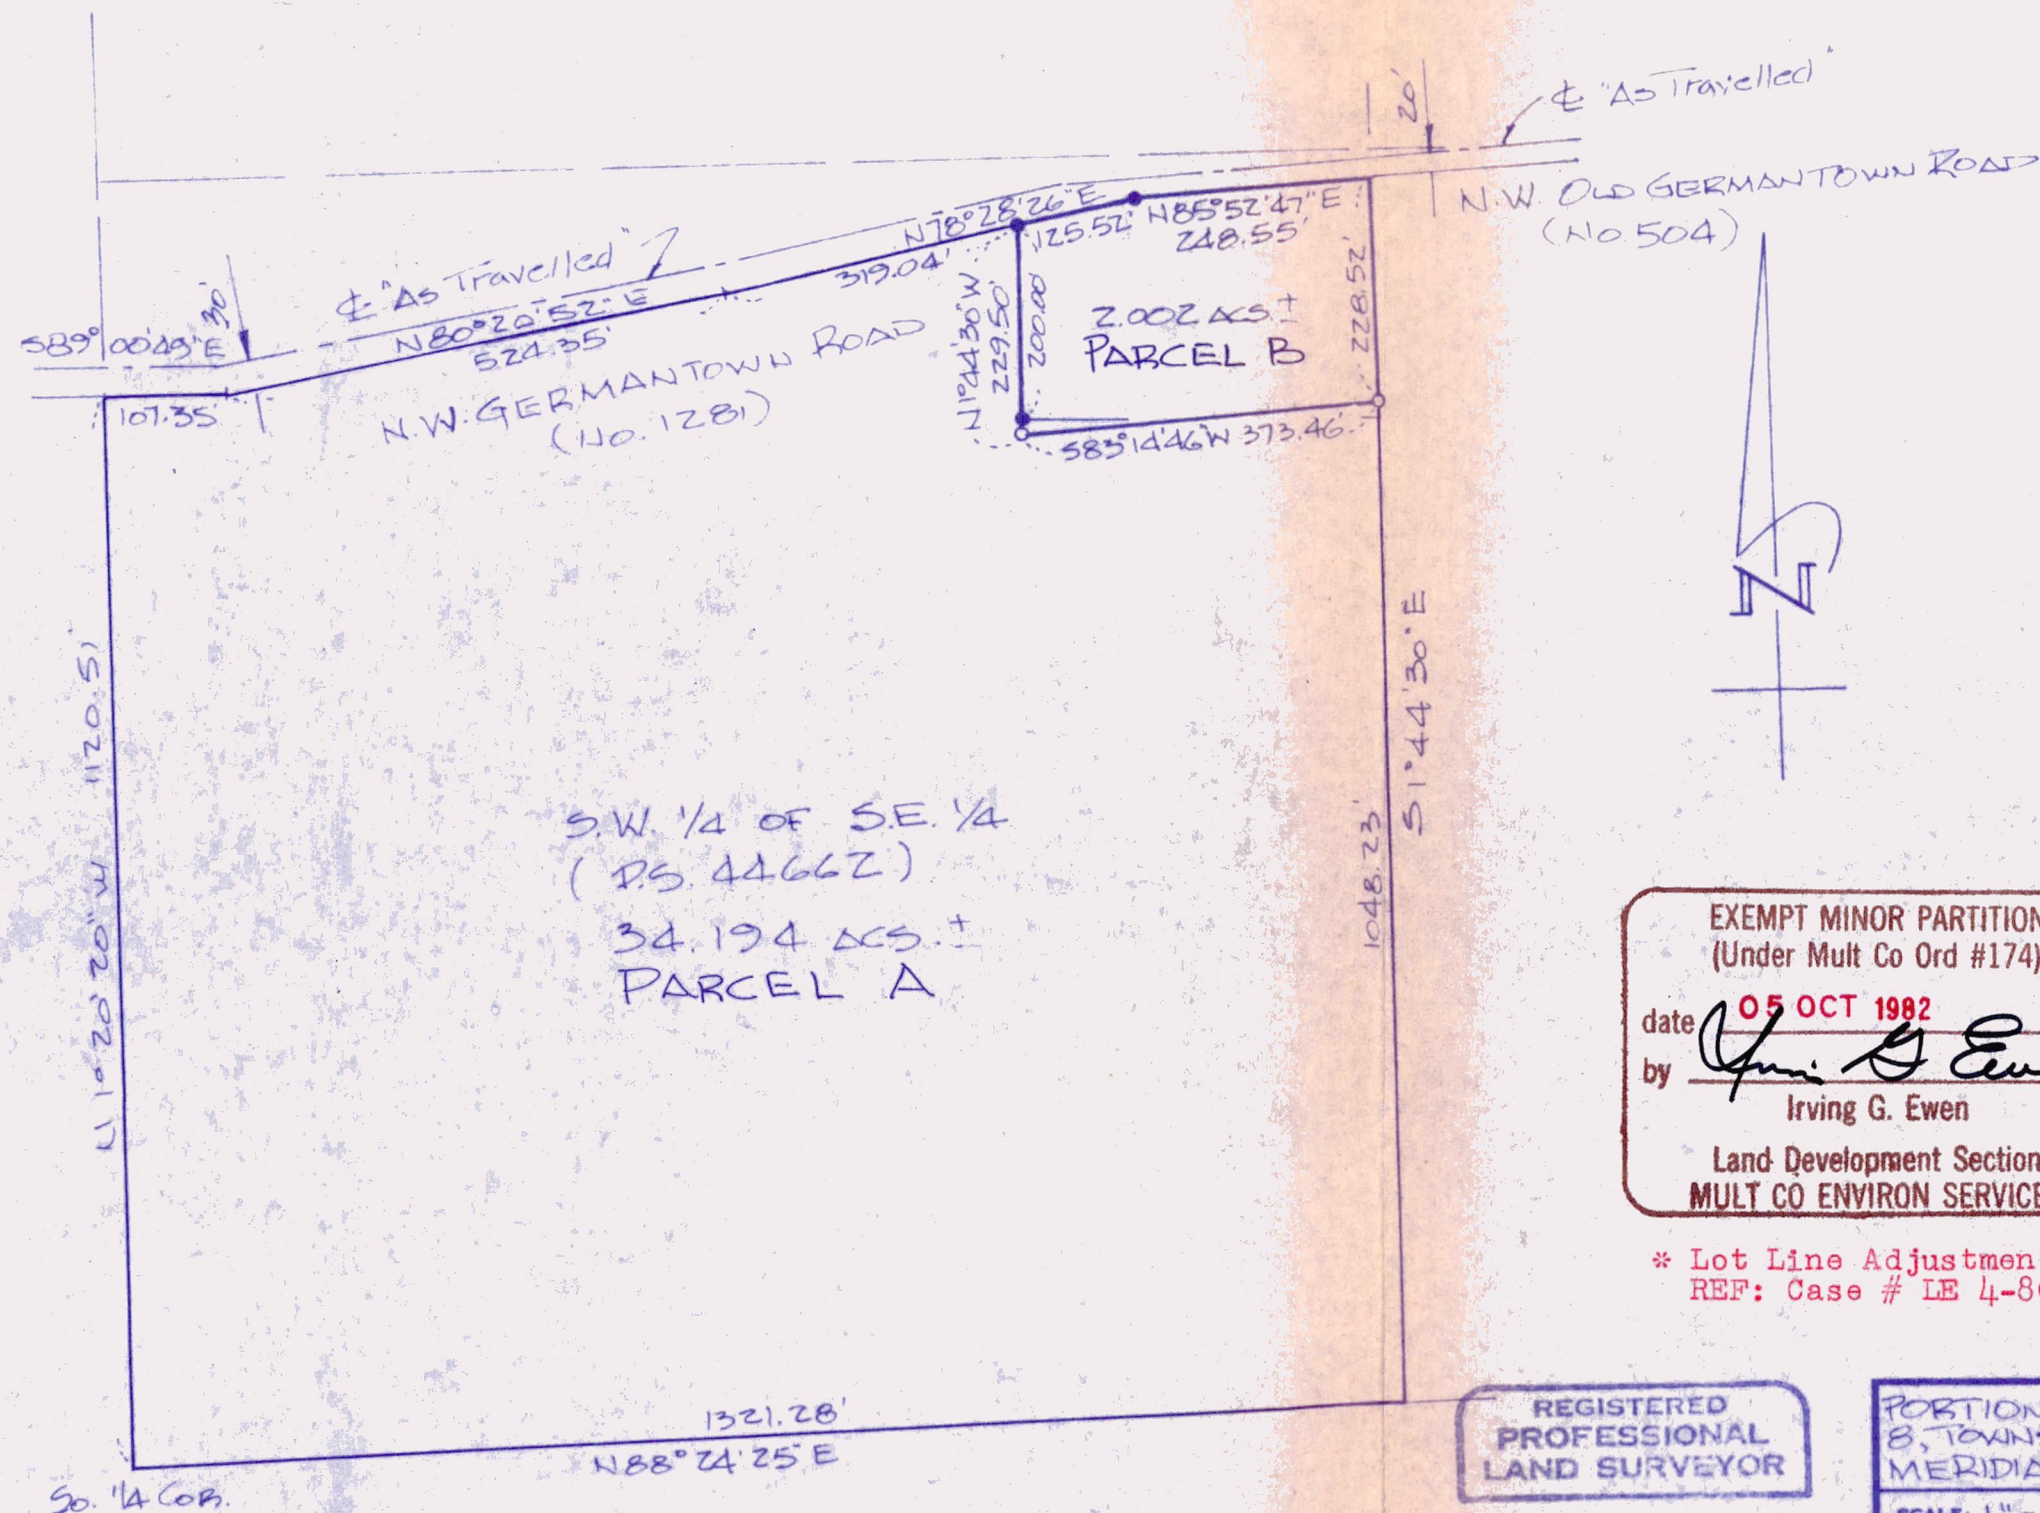 20'
℄ "As Travelled"
N.W. OLD GERMANTOWN ROAD
(No. 504)
N78°28'26"E
125.52'
N85°52'47"E
248.55'
℄ "As Travelled"
319.04'
30'
S89°00'49"E
N80°20'52"E
524.35'
107.35'
N.W. GERMANTOWN ROAD
(No. 1281)
N1°44'30"W
229.50'
200.00
2.002 ACS.±
PARCEL B
228.52'
S83°14'46"W 373.46'
N
N 1°20'20" W 1120.51'
S.W. 1/4 OF S.E. 1/4
(P.S. 44662)
34.194 ACS.±
PARCEL A
1048.23'
S1°44'30"E
EXEMPT MINOR PARTITION
(Under Mult Co Ord #174)
date 05 OCT 1982
by
Irving G. Ewen
Land Development Section
MULT CO ENVIRON SERVICE
* Lot Line Adjustmen
REF: Case # LE 4-8
1321.28'
N88°24'25"E
So. 1/4 Cor.
REGISTERED
PROFESSIONAL
LAND SURVEYOR
PORTION
8, TOWNS
MERIDIA
SCALE: 1"